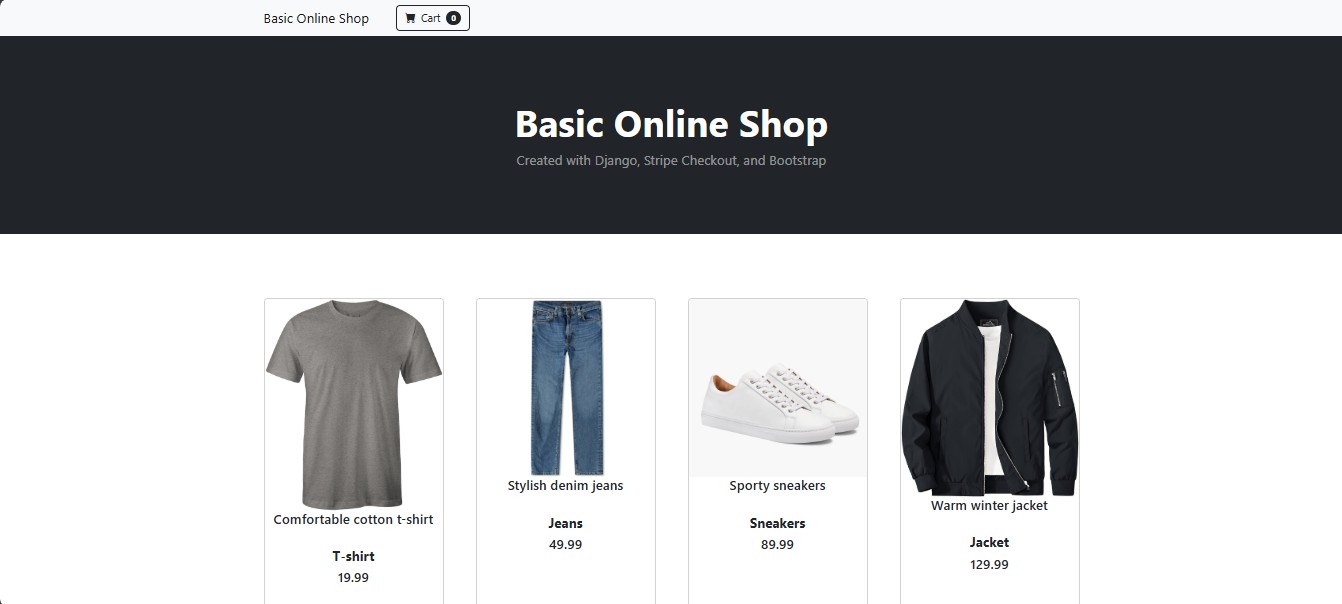 Basic Online Shop
Cart 0
Basic Online Shop
Created with Django, Stripe Checkout, and Bootstrap
Comfortable cotton t-shirt
T-shirt
19.99
Stylish denim jeans
Jeans
49.99
Sporty sneakers
Sneakers
89.99
Warm winter jacket
Jacket
129.99